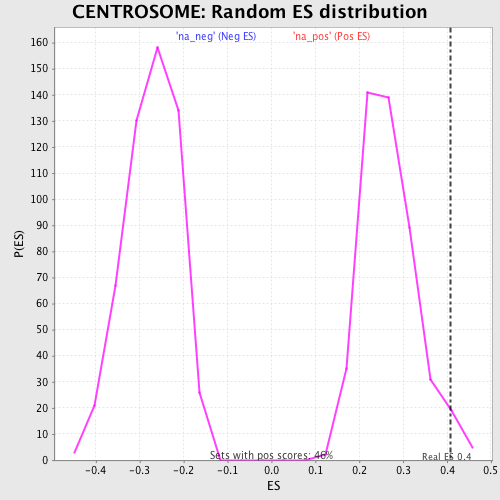 CENTROSOME: Random ES distribution
'na_neg' (Neg ES) 'na_pos' (Pos ES)
160
150
140
130
120
110
100
90
80
70
60
50
40
30
20
10
0
P(ES)
Sets with pos scores: 46%
Real ES 0.4
-0.4 -0.3 -0.2 -0.1 0.0 0.1 0.2 0.3 0.4 0.5
ES